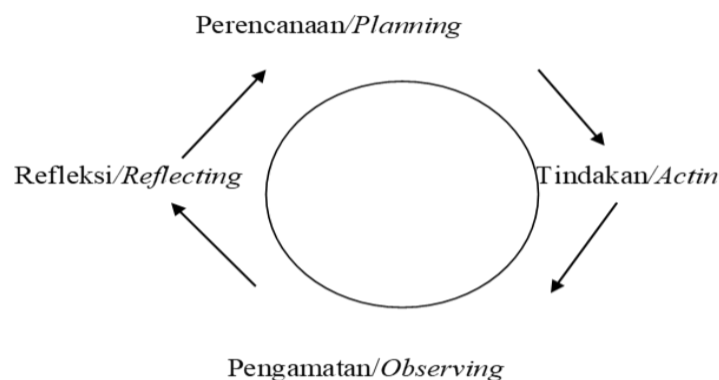 Perencanaan/Planning
Refleksi/Reflecting
Tindakan/Actin
Pengamatan/Observing